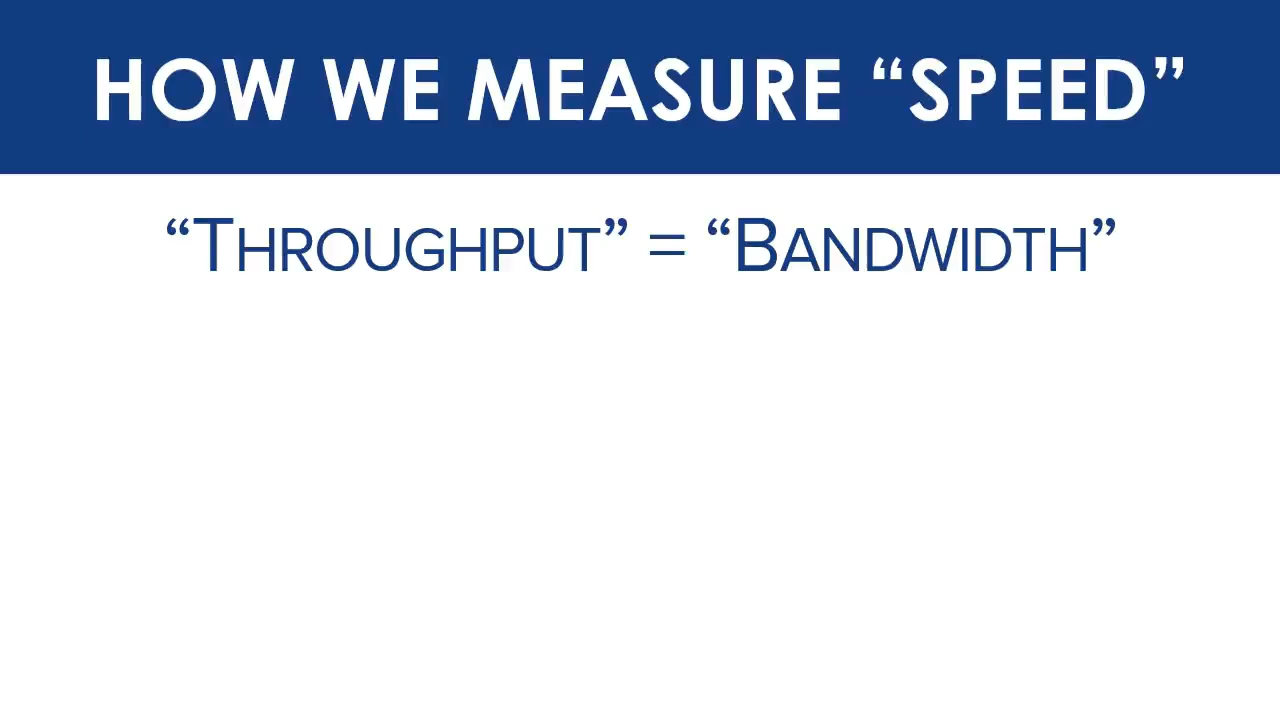 HOW WE MEASURE “SPEED”
“THROUGHPUT” = “BANDWIDTH”